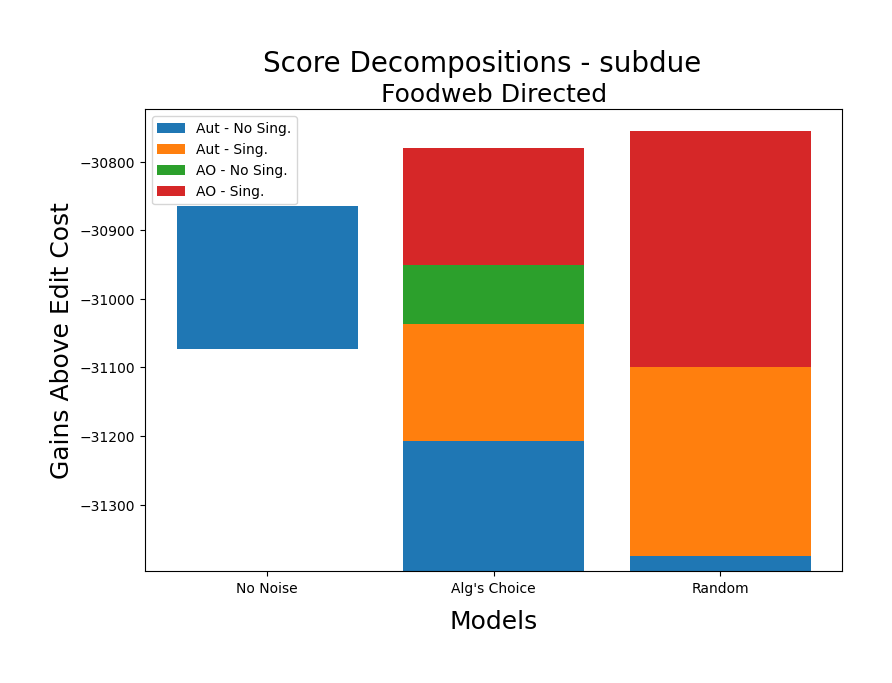 Score Decompositions - subdue
Foodweb Directed
Aut - No Sing.
Aut - Sing.
AO - No Sing.
AO - Sing.
Gains Above Edit Cost
−30800
−30900
−31000
−31100
−31200
−31300
No Noise
Alg's Choice
Random
Models